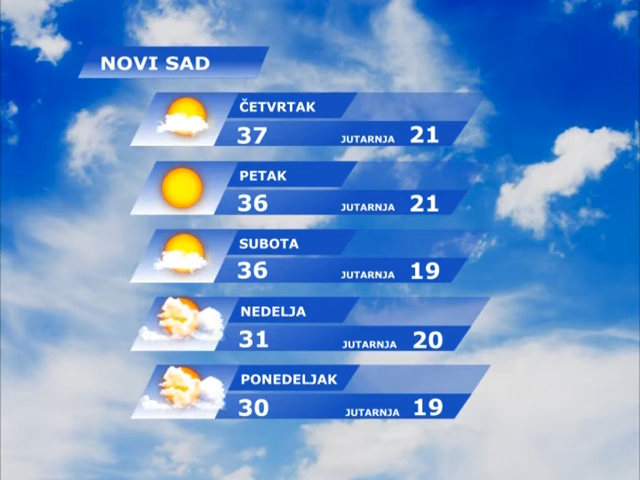 NOVI SAD
ČETVRTAK
37 JUTARNJA 21
PETAK
36 JUTARNJA 21
SUBOTA
36 JUTARNJA 19
NEDELJA
31 JUTARNJA 20
PONEDELJAK
30 JUTARNJA 19